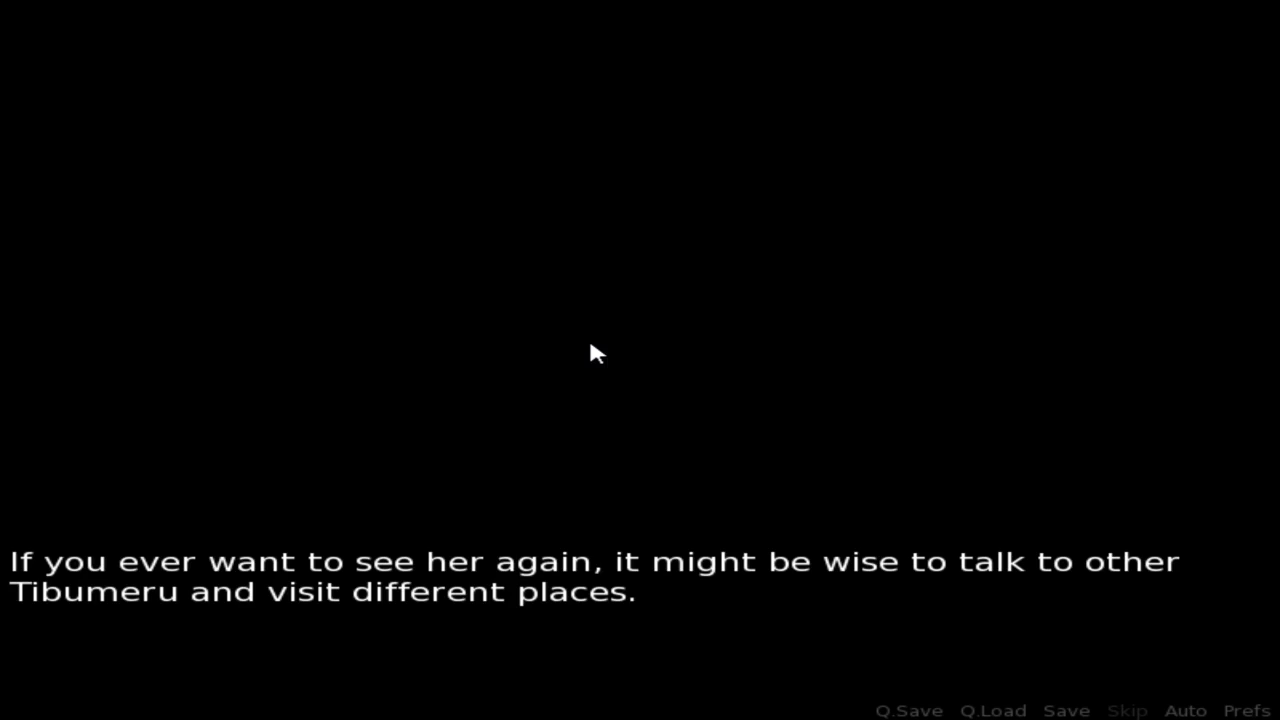 If you ever want to see her again, it might be wise to talk to other
Tibumeru and visit different places.
Q.Save Q.Load Save Skip Auto Prefs